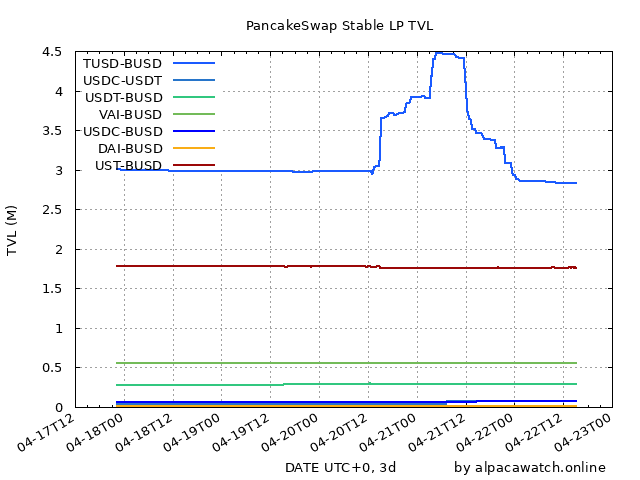 PancakeSwap Stable LP TVL
TUSD-BUSD
USDC-USDT
USDT-BUSD
VAI-BUSD
USDC-BUSD
DAI-BUSD
UST-BUSD
TVL (M)
4.5
4
3.5
3
2.5
2
1.5
1
0.5
0
04-17T12
04-18T00
04-18T12
04-19T00
04-19T12
04-20T00
04-20T12
04-21T00
04-21T12
04-22T00
04-22T12
04-23T00
DATE UTC+0, 3d
by alpacawatch.online